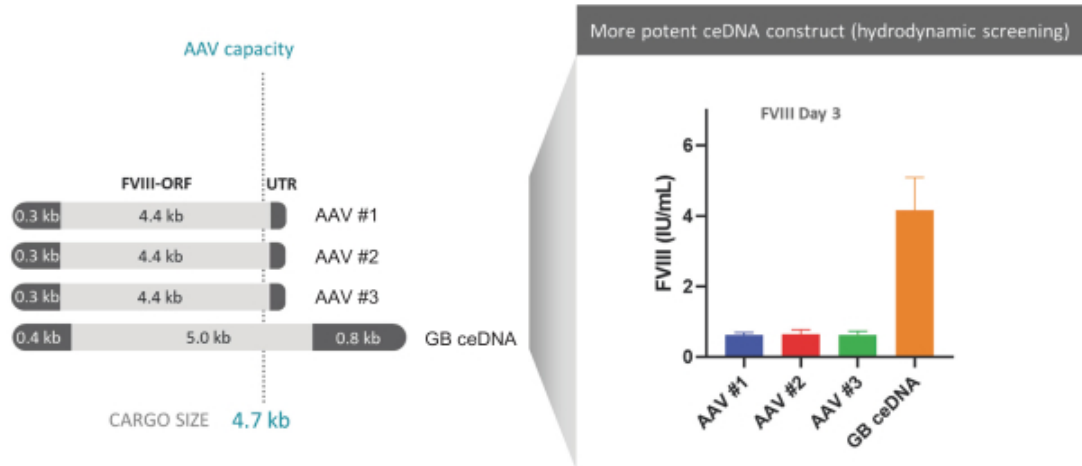 AAV capacity
FVIII-ORF UTR
0.3 kb 4.4 kb AAV #1
0.3 kb 4.4 kb AAV #2
0.3 kb 4.4 kb AAV #3
0.4 kb 5.0 kb 0.8 kb GB ceDNA
CARGO SIZE 4.7 kb
More potent ceDNA construct (hydrodynamic screening)
FVIII Day 3
FVIII (IU/mL)
6
4
2
0
AAV #1
AAV #2
AAV #3
GB ceDNA